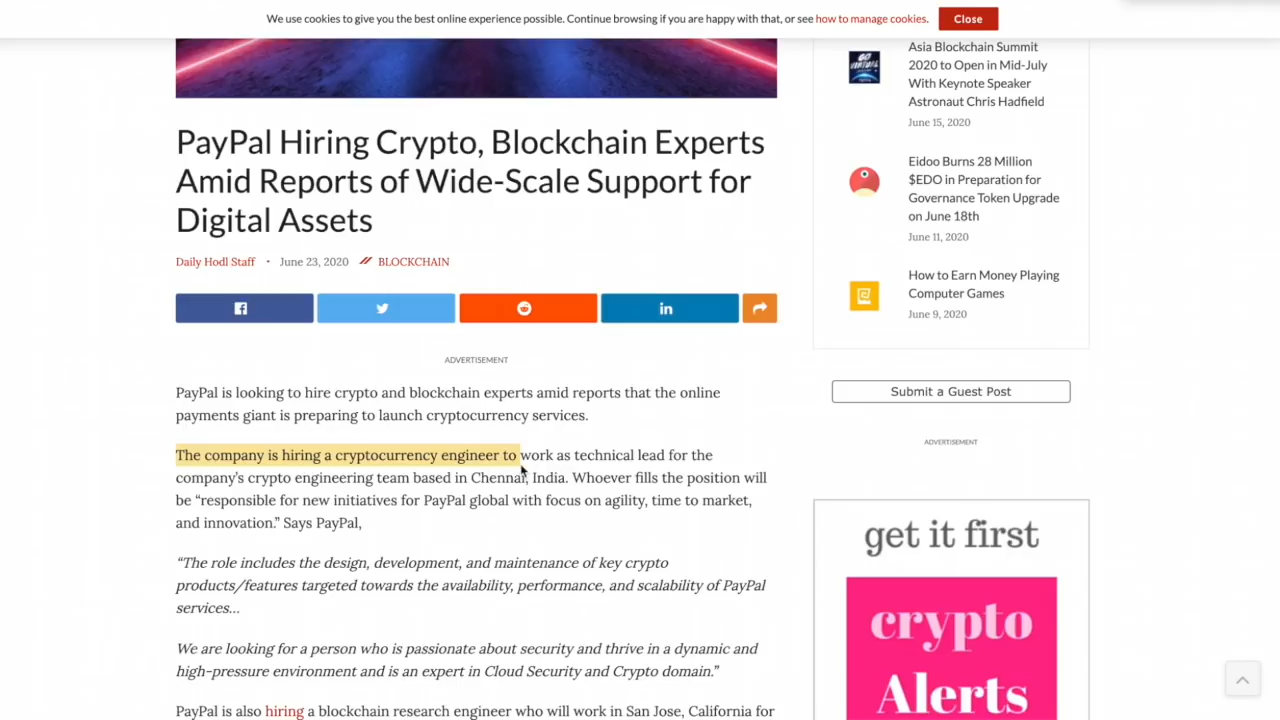 We use cookies to give you the best online experience possible. Continue browsing if you are happy with that, or see how to manage cookies.
Close
PayPal Hiring Crypto, Blockchain Experts
Amid Reports of Wide-Scale Support for
Digital Assets
Daily Hodl Staff • June 23, 2020 // BLOCKCHAIN
ADVERTISEMENT
PayPal is looking to hire crypto and blockchain experts amid reports that the online
payments giant is preparing to launch cryptocurrency services.
The company is hiring a cryptocurrency engineer to work as technical lead for the
company's crypto engineering team based in Chennai, India. Whoever fills the position will
be “responsible for new initiatives for PayPal global with focus on agility, time to market,
and innovation.” Says PayPal,
“The role includes the design, development, and maintenance of key crypto
products/features targeted towards the availability, performance, and scalability of PayPal
services…
We are looking for a person who is passionate about security and thrive in a dynamic and
high-pressure environment and is an expert in Cloud Security and Crypto domain.”
PayPal is also hiring a blockchain research engineer who will work in San Jose, California for
Asia Blockchain Summit
2020 to Open in Mid-July
With Keynote Speaker
Astronaut Chris Hadfield
June 15, 2020
Eidoo Burns 28 Million
$EDO in Preparation for
Governance Token Upgrade
on June 18th
June 11, 2020
How to Earn Money Playing
Computer Games
June 9, 2020
Submit a Guest Post
ADVERTISEMENT
get it first
crypto
Alerts